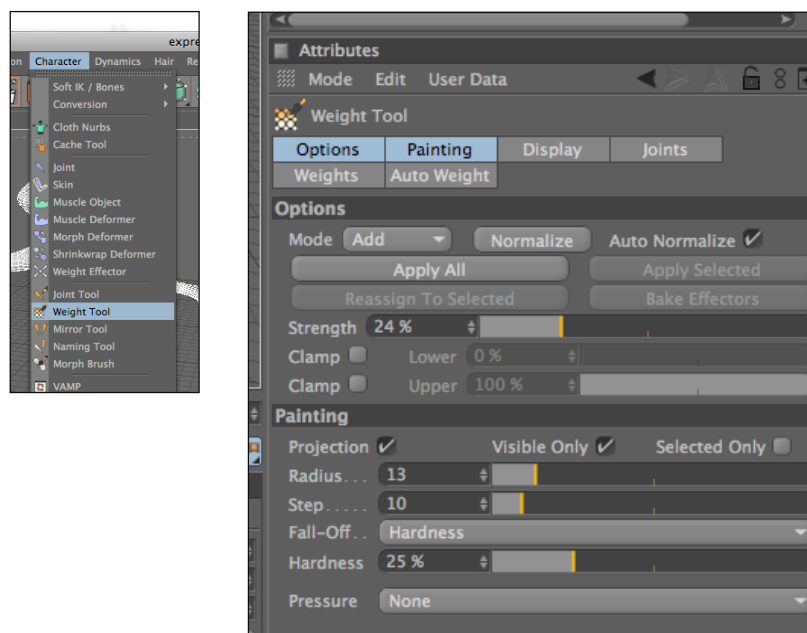 expre
on Character Dynamics Hair Re
Soft IK / Bones
Conversion
Cloth Nurbs
Cache Tool
Joint
Skin
Muscle Object
Muscle Deformer
Morph Deformer
Shrinkwrap Deformer
Weight Effector
Joint Tool
Weight Tool
Mirror Tool
Naming Tool
Morph Brush
VAMP
Attributes
Mode Edit User Data
Weight Tool
Options Painting Display Joints
Weights Auto Weight
Options
Mode Add Normalize Auto Normalize
Apply All Apply Selected
Reassign To Selected Bake Effectors
Strength 24 %
Clamp Lower 0 %
Clamp Upper 100 %
Painting
Projection Visible Only Selected Only
Radius... 13
Step..... 10
Fall-Off.. Hardness
Hardness 25 %
Pressure None